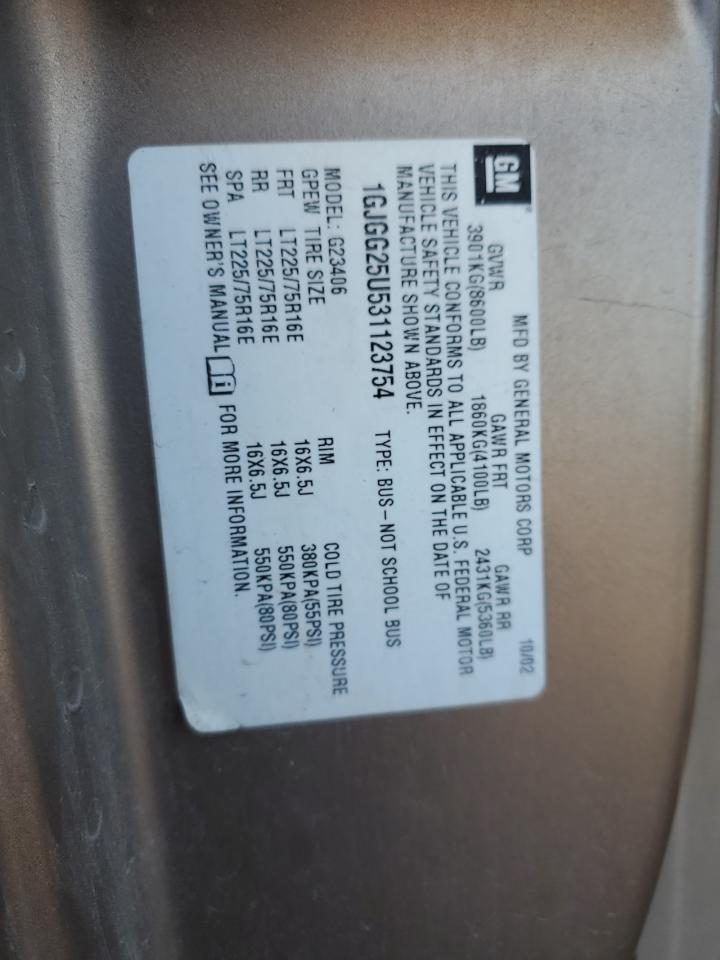 GM
MFD BY GENERAL MOTORS CORP 10/02
GVWR GAWR FRT GAWR RR
3901KG(8600LB) 1860KG(4100LB) 2431KG(5360LB)
THIS VEHICLE CONFORMS TO ALL APPLICABLE U.S. FEDERAL MOTOR
VEHICLE SAFETY STANDARDS IN EFFECT ON THE DATE OF
MANUFACTURE SHOWN ABOVE.
1GJGG25U531123754 TYPE: BUS-NOT SCHOOL BUS
MODEL: G23406
GPEW TIRE SIZE RIM COLD TIRE PRESSURE
FRT LT225/75R16E 16X6.5J 380KPA(55PSI)
RR LT225/75R16E 16X6.5J 550KPA(80PSI)
SPA LT225/75R16E 16X6.5J 550KPA(80PSI)
SEE OWNER'S MANUAL FOR MORE INFORMATION.